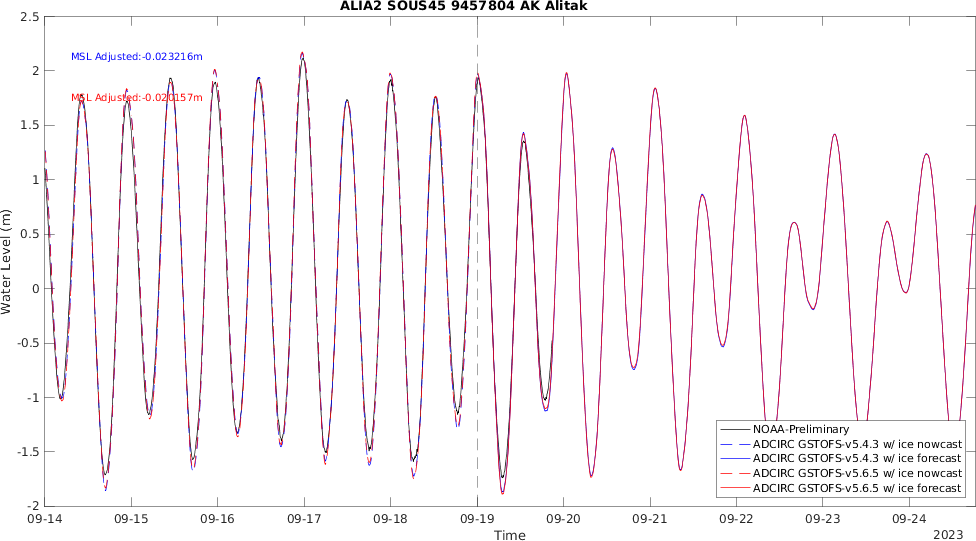 ALIA2 SOUS45 9457804 AK Alitak
2.5
2
1.5
1
0.5
0
-0.5
-1
-1.5
-2
Water Level (m)
MSL Adjusted:-0.023216m
MSL Adjusted:-0.020157m
NOAA-Preliminary
ADCIRC GSTOFS-v5.4.3 w/ ice nowcast
ADCIRC GSTOFS-v5.4.3 w/ ice forecast
ADCIRC GSTOFS-v5.6.5 w/ ice nowcast
ADCIRC GSTOFS-v5.6.5 w/ ice forecast
09-14 09-15 09-16 09-17 09-18 09-19 09-20 09-21 09-22 09-23 09-24
Time
2023